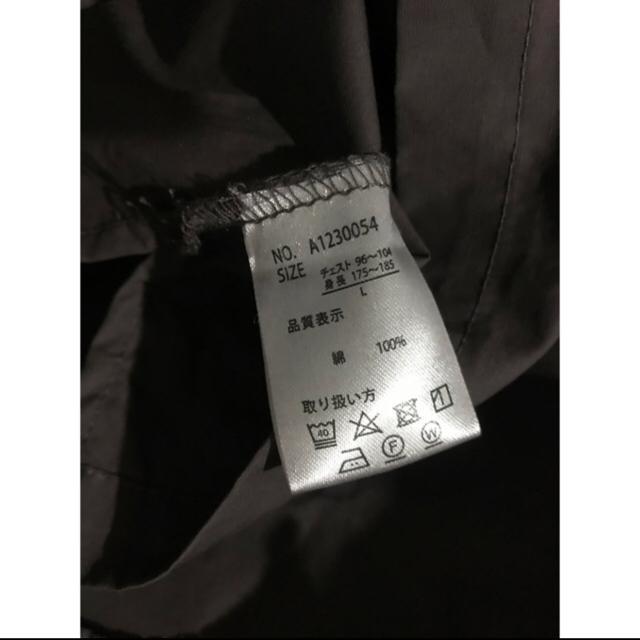 NO. A1230054
SIZE チェスト 96～104
身長 175～185
L
品質表示
綿 100%
取り扱い方
40
F W